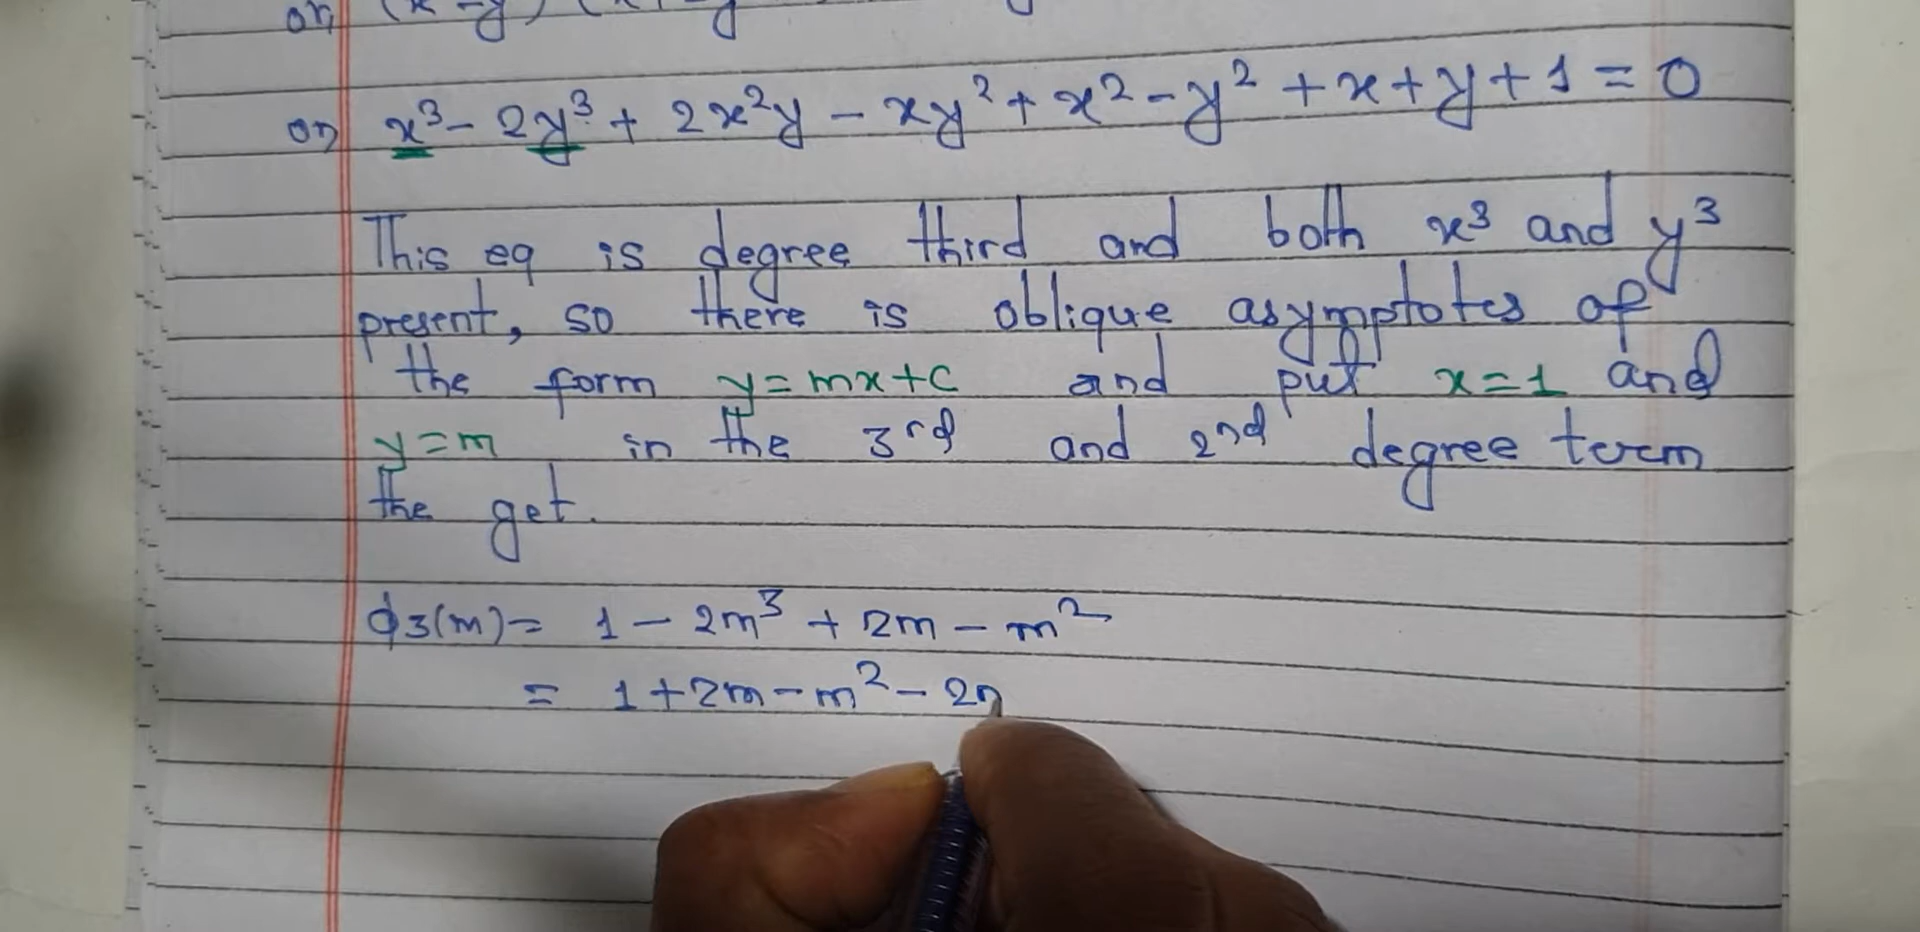 or x³ - 2y³ + 2x²y - xy² + x² - y² + x + y + 1 = 0
This eq is degree third and both x³ and y³
present, so there is oblique asymptotes of
the form y = mx + c and put x = 1 and
y = m in the 3rd and 2nd degree term
the get.
ϕ3(m) = 1 - 2m³ + 2m - m²
= 1 + 2m - m² - 2